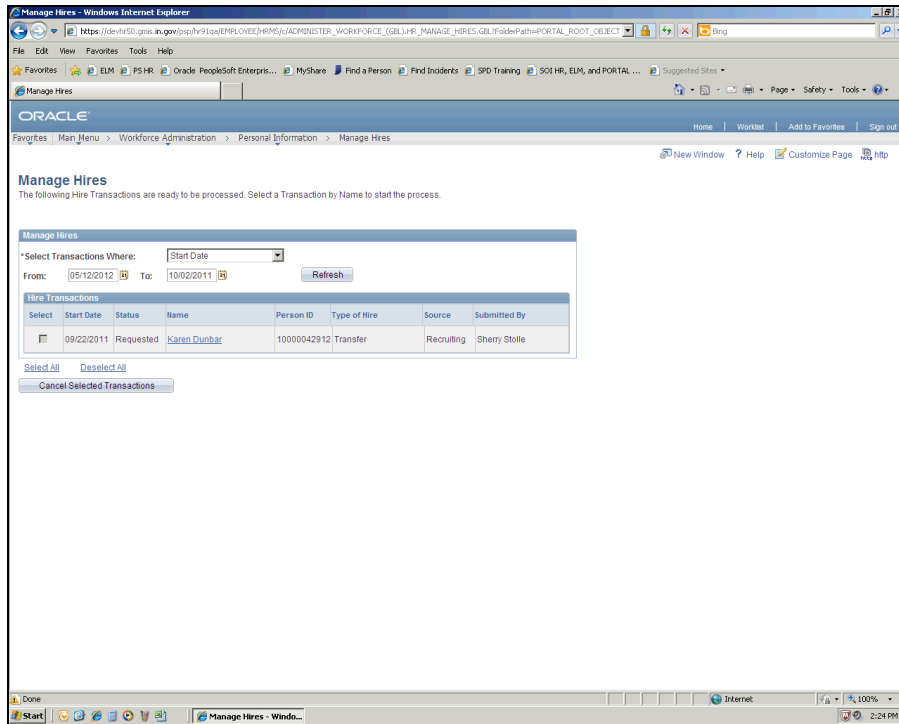 Manage Hires - Windows Internet Explorer
https://devhr50.gmis.in.gov/psp/hr91qa/EMPLOYEE/HRMS/c/ADMINISTER_WORKFORCE_(GBL).HR_MANAGE_HIRES.GBL?FolderPath=PORTAL_ROOT_OBJECT Bing
File Edit View Favorites Tools Help
Favorites ELM PS HR Oracle PeopleSoft Enterpris... MyShare Find a Person Find Incidents SPD Training SOI HR, ELM, and PORTAL ... Suggested Sites
Manage Hires Page Safety Tools
ORACLE
Home | Worklist | Add to Favorites | Sign out
Favorites | Main Menu > Workforce Administration > Personal Information > Manage Hires
New Window ? Help Customize Page http
Manage Hires
The following Hire Transactions are ready to be processed. Select a Transaction by Name to start the process.
Manage Hires
*Select Transactions Where: Start Date
From: 05/12/2012 To: 10/02/2011 Refresh
Hire Transactions
Select Start Date Status Name Person ID Type of Hire Source Submitted By
09/22/2011 Requested Karen Dunbar 10000042912 Transfer Recruiting Sherry Stolle
Select All Deselect All
Cancel Selected Transactions
Done Internet 100%
Start Manage Hires - Windo... 2:24 PM